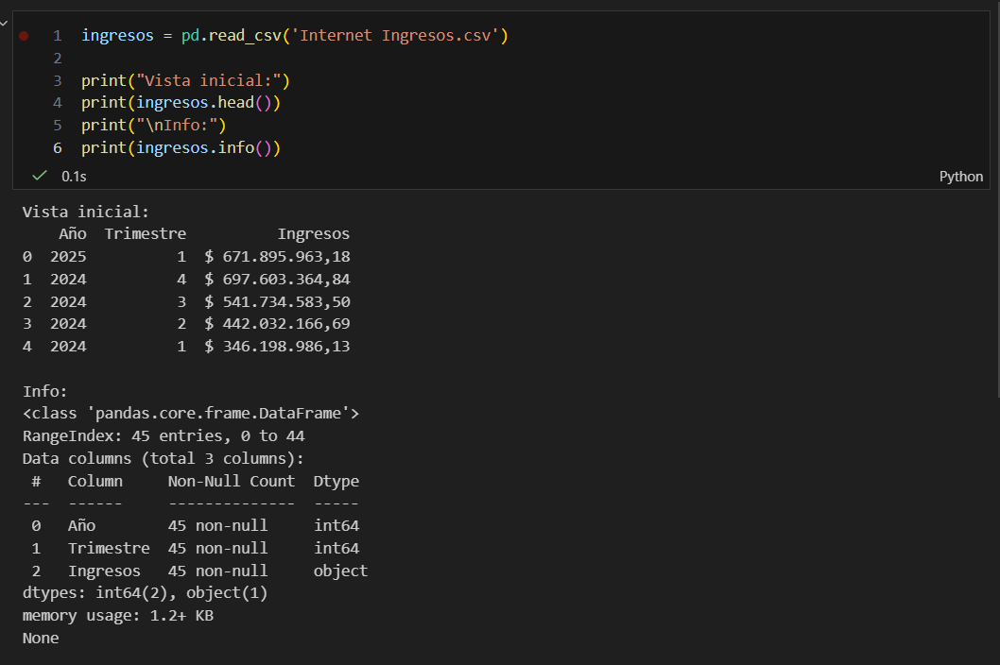 1 ingresos = pd.read_csv('Internet Ingresos.csv')
2
3 print("Vista inicial:")
4 print(ingresos.head())
5 print("\nInfo:")
6 print(ingresos.info())
0.1s Python
Vista inicial:
Año Trimestre Ingresos
0 2025 1 $ 671.895.963,18
1 2024 4 $ 697.603.364,84
2 2024 3 $ 541.734.583,50
3 2024 2 $ 442.032.166,69
4 2024 1 $ 346.198.986,13
Info:
<class 'pandas.core.frame.DataFrame'>
RangeIndex: 45 entries, 0 to 44
Data columns (total 3 columns):
# Column Non-Null Count Dtype
--- ------ -------------- -----
0 Año 45 non-null int64
1 Trimestre 45 non-null int64
2 Ingresos 45 non-null object
dtypes: int64(2), object(1)
memory usage: 1.2+ KB
None